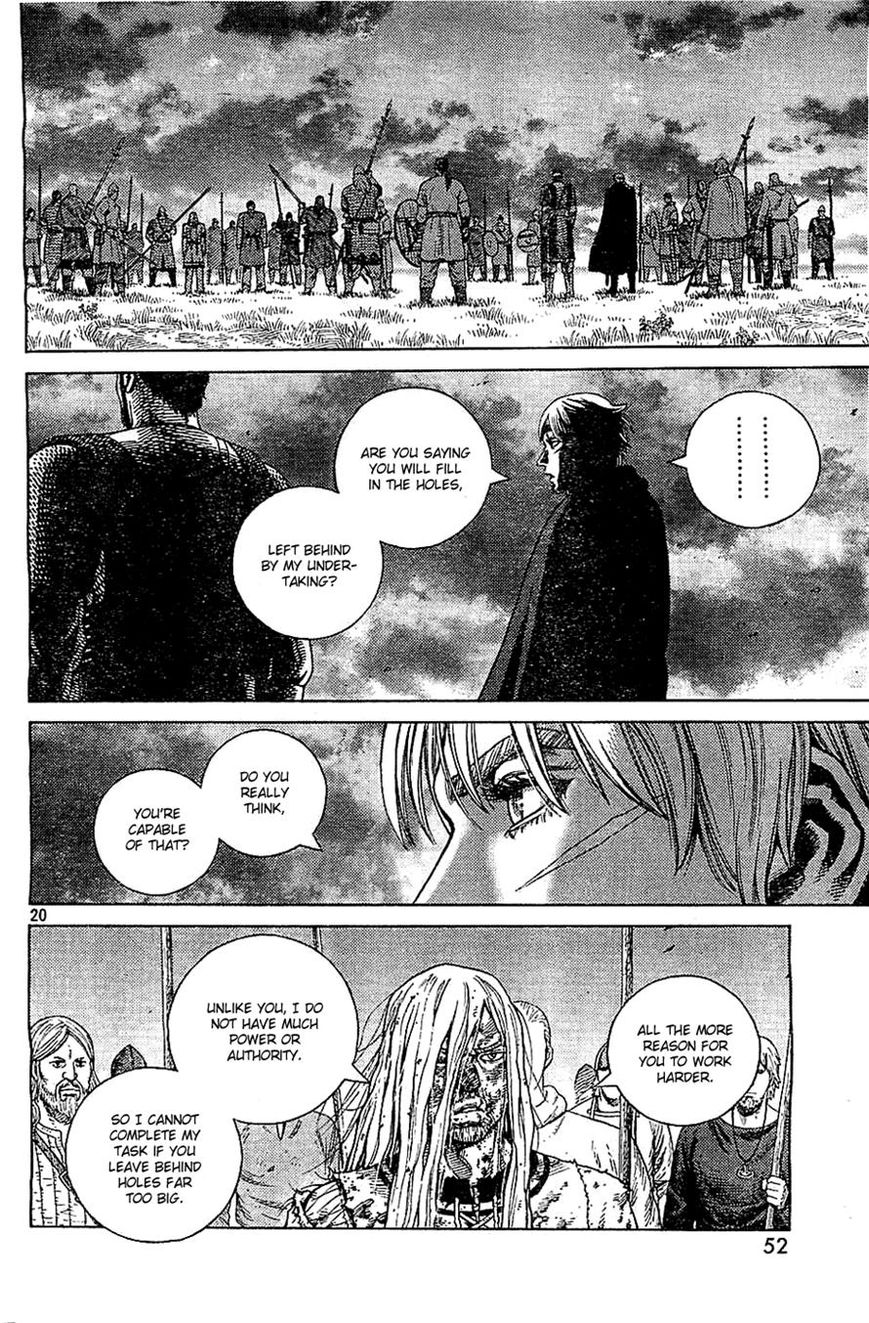 ARE YOU SAYING
YOU WILL FILL
IN THE HOLES,
LEFT BEHIND
BY MY UNDER-
TAKING?
DO YOU
REALLY
THINK,
YOU'RE
CAPABLE
OF THAT?
20
ALL THE MORE
REASON FOR
YOU TO WORK
HARDER.
UNLIKE YOU, I DO
NOT HAVE MUCH
POWER OR
AUTHORITY.
SO I CANNOT
COMPLETE MY
TASK IF YOU
LEAVE BEHIND
HOLES FAR
TOO BIG.
52